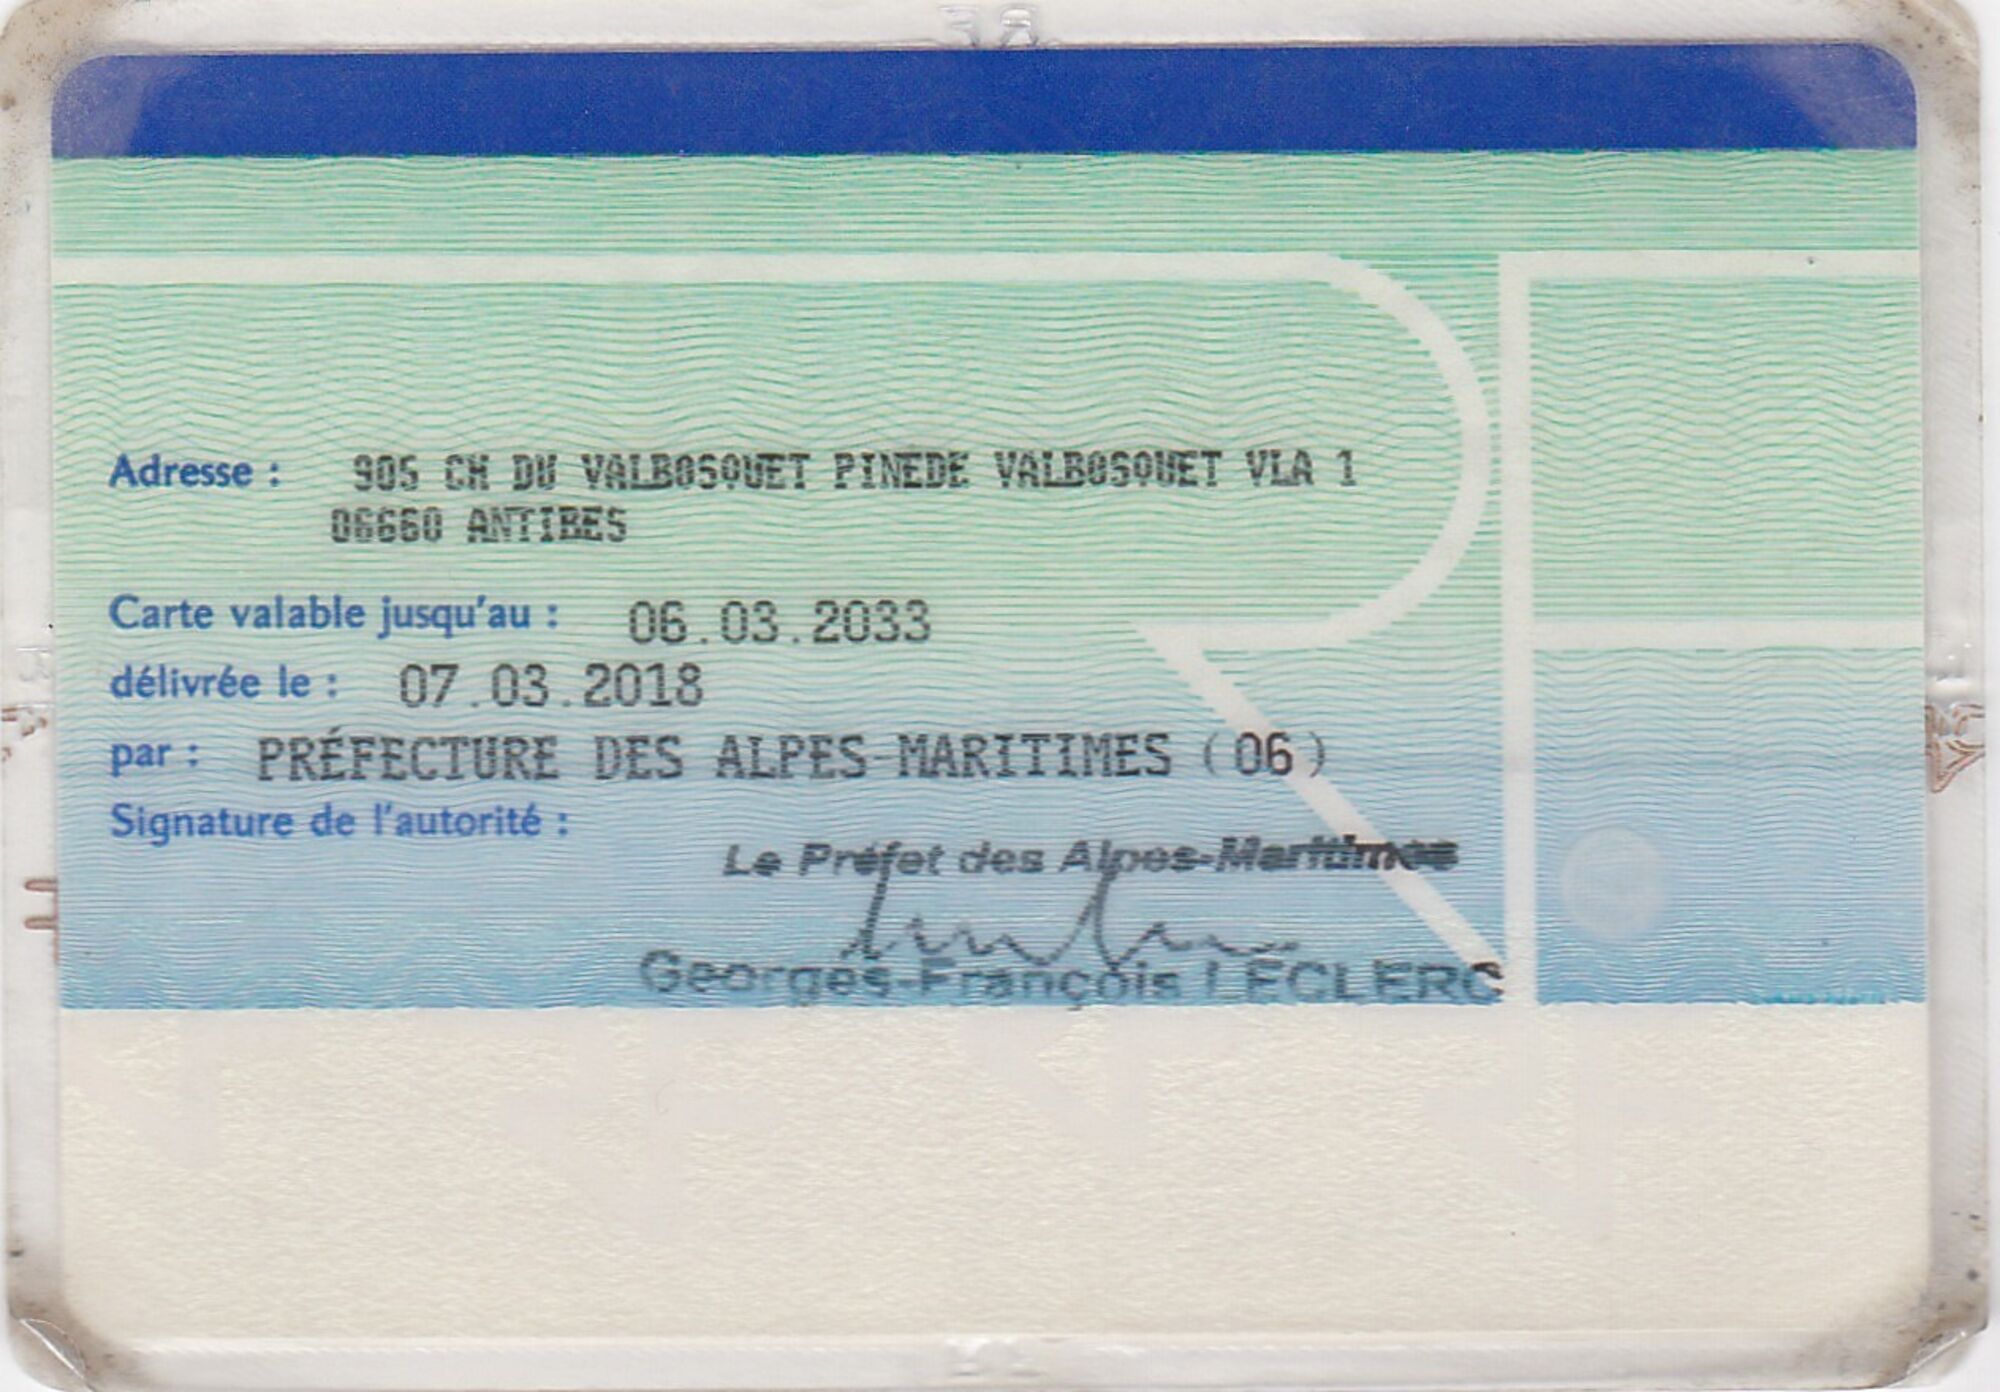 Adresse : 905 CH DU VALBOSQUET PINEDE VALBOSQUET VLA 1
06660 ANTIBES
Carte valable jusqu'au : 06.03.2033
délivrée le : 07.03.2018
par : PRÉFECTURE DES ALPES-MARITIMES (06)
Signature de l'autorité :
Le Préfet des Alpes-Maritimes
Georges-François LECLERC
RF